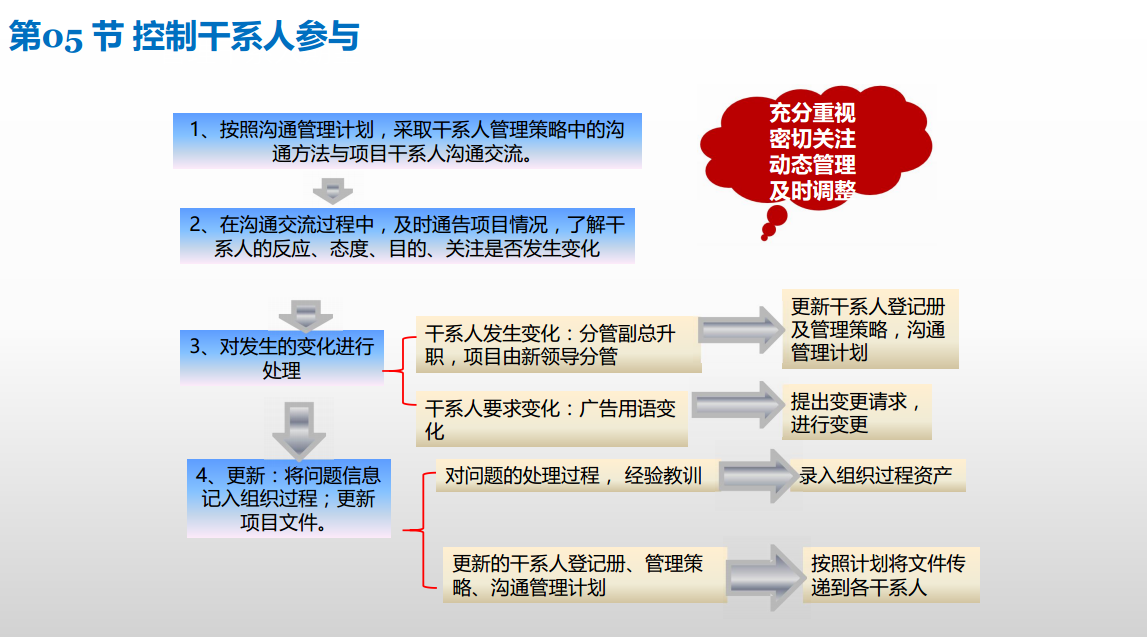 第05 节 控制干系人参与
1、按照沟通管理计划，采取干系人管理策略中的沟
通方法与项目干系人沟通交流。
充分重视
密切关注
动态管理
及时调整
2、在沟通交流过程中，及时通告项目情况，了解干
系人的反应、态度、目的、关注是否发生变化
3、对发生的变化进行
处理
干系人发生变化：分管副总升
职，项目由新领导分管
更新干系人登记册
及管理策略，沟通
管理计划
干系人要求变化：广告用语变
化
提出变更请求，
进行变更
4、更新：将问题信息
记入组织过程；更新
项目文件。
对问题的处理过程， 经验教训
录入组织过程资产
更新的干系人登记册、管理策
略、沟通管理计划
按照计划将文件传
递到各干系人